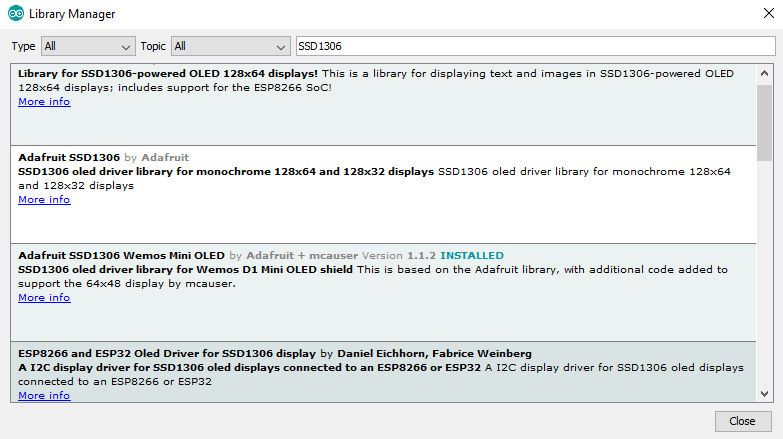 Library Manager
Type All Topic All SSD1306
Library for SSD1306-powered OLED 128x64 displays! This is a library for displaying text and images in SSD1306-powered OLED
128x64 displays; includes support for the ESP8266 SoC!
More info
Adafruit SSD1306 by Adafruit
SSD1306 oled driver library for monochrome 128x64 and 128x32 displays SSD1306 oled driver library for monochrome 128x64
and 128x32 displays
More info
Adafruit SSD1306 Wemos Mini OLED by Adafruit + mcauser Version 1.1.2 INSTALLED
SSD1306 oled driver library for Wemos D1 Mini OLED shield This is based on the Adafruit library, with additional code added to
support the 64x48 display by mcauser.
More info
ESP8266 and ESP32 Oled Driver for SSD1306 display by Daniel Eichhorn, Fabrice Weinberg
A I2C display driver for SSD1306 oled displays connected to an ESP8266 or ESP32 A I2C display driver for SSD1306 oled displays
connected to an ESP8266 or ESP32
More info
Close